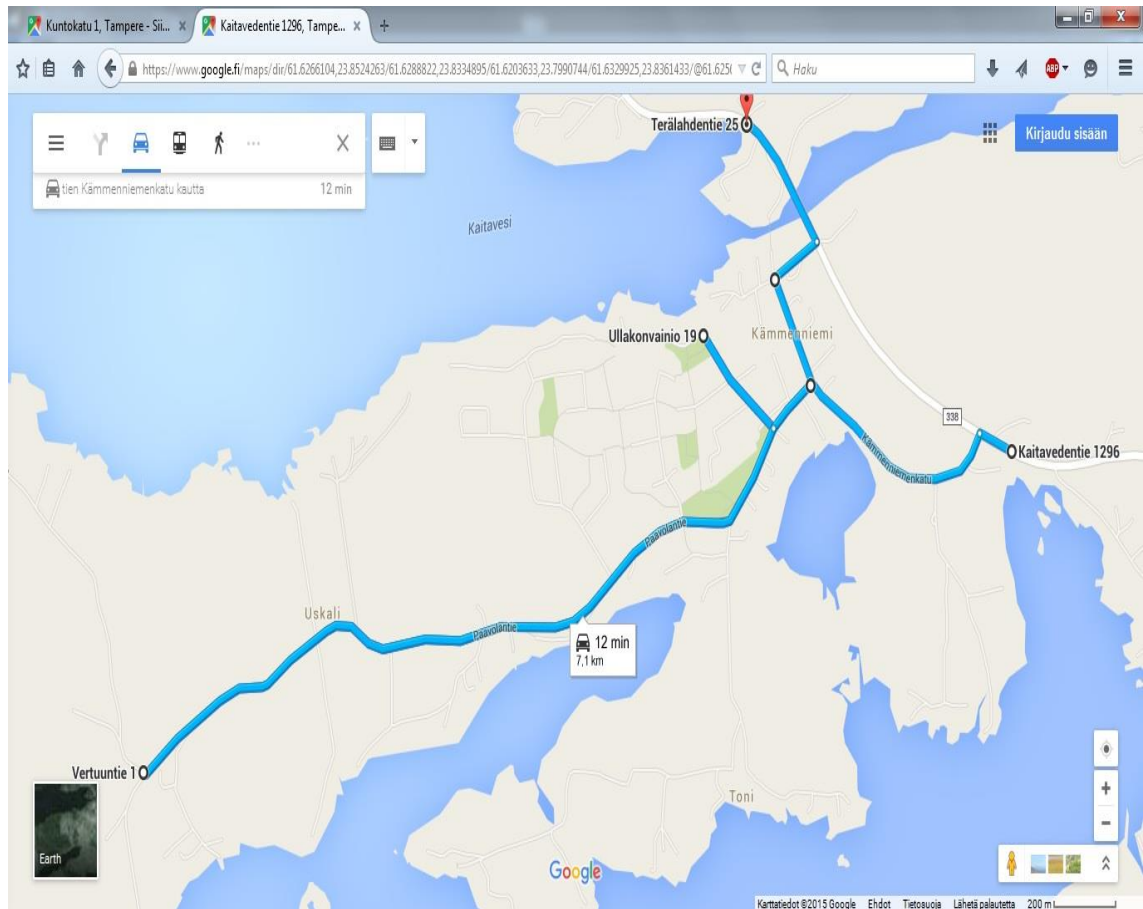 Kuntokatu 1, Tampere - Sii...
Kaitavedentie 1296, Tampe...
https://www.google.fi/maps/dir/61.6266104,23.8524263/61.6288822,23.8334895/61.6203633,23.7990744/61.6329925,23.8361433/@61.625
Haku
ABP
Terälahdentie 25
Kirjaudu sisään
tien Kämmenniemenkatu kautta 12 min
Kaitavesi
Ullakonvainio 19
Kämmenniemi
338
Kaitavedentie 1296
Kämmenniemenkatu
Paavolantie
Uskali
Paavolantie
12 min
7,1 km
Vertuuntie 1
Toni
Earth
Google
Karttatiedot ©2015 Google Ehdot Tietosuoja Lähetä palautetta 200 m